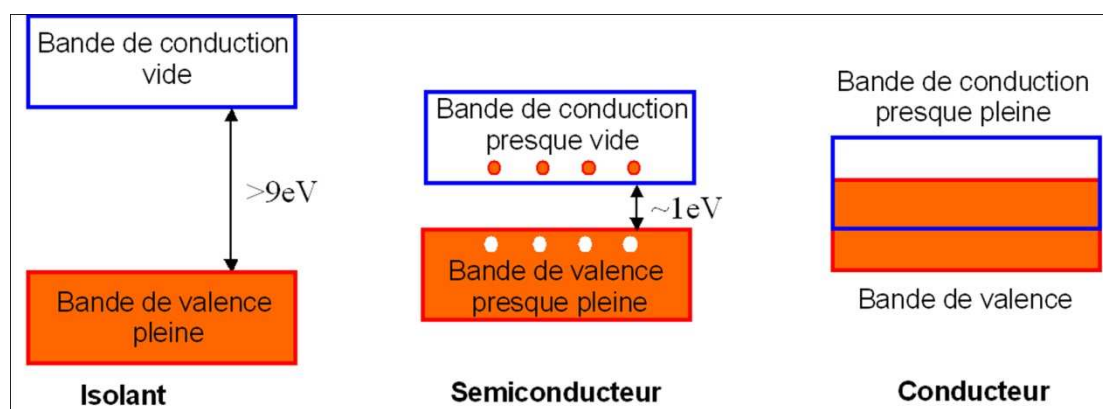 Bande de conduction
vide
>9eV
Bande de valence
pleine
Isolant
Bande de conduction
presque vide
~1eV
Bande de valence
presque pleine
Semiconducteur
Bande de conduction
presque pleine
Bande de valence
Conducteur